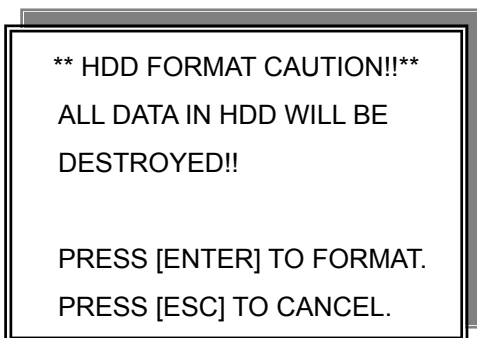 ** HDD FORMAT CAUTION!!**
ALL DATA IN HDD WILL BE
DESTROYED!!
PRESS [ENTER] TO FORMAT.
PRESS [ESC] TO CANCEL.